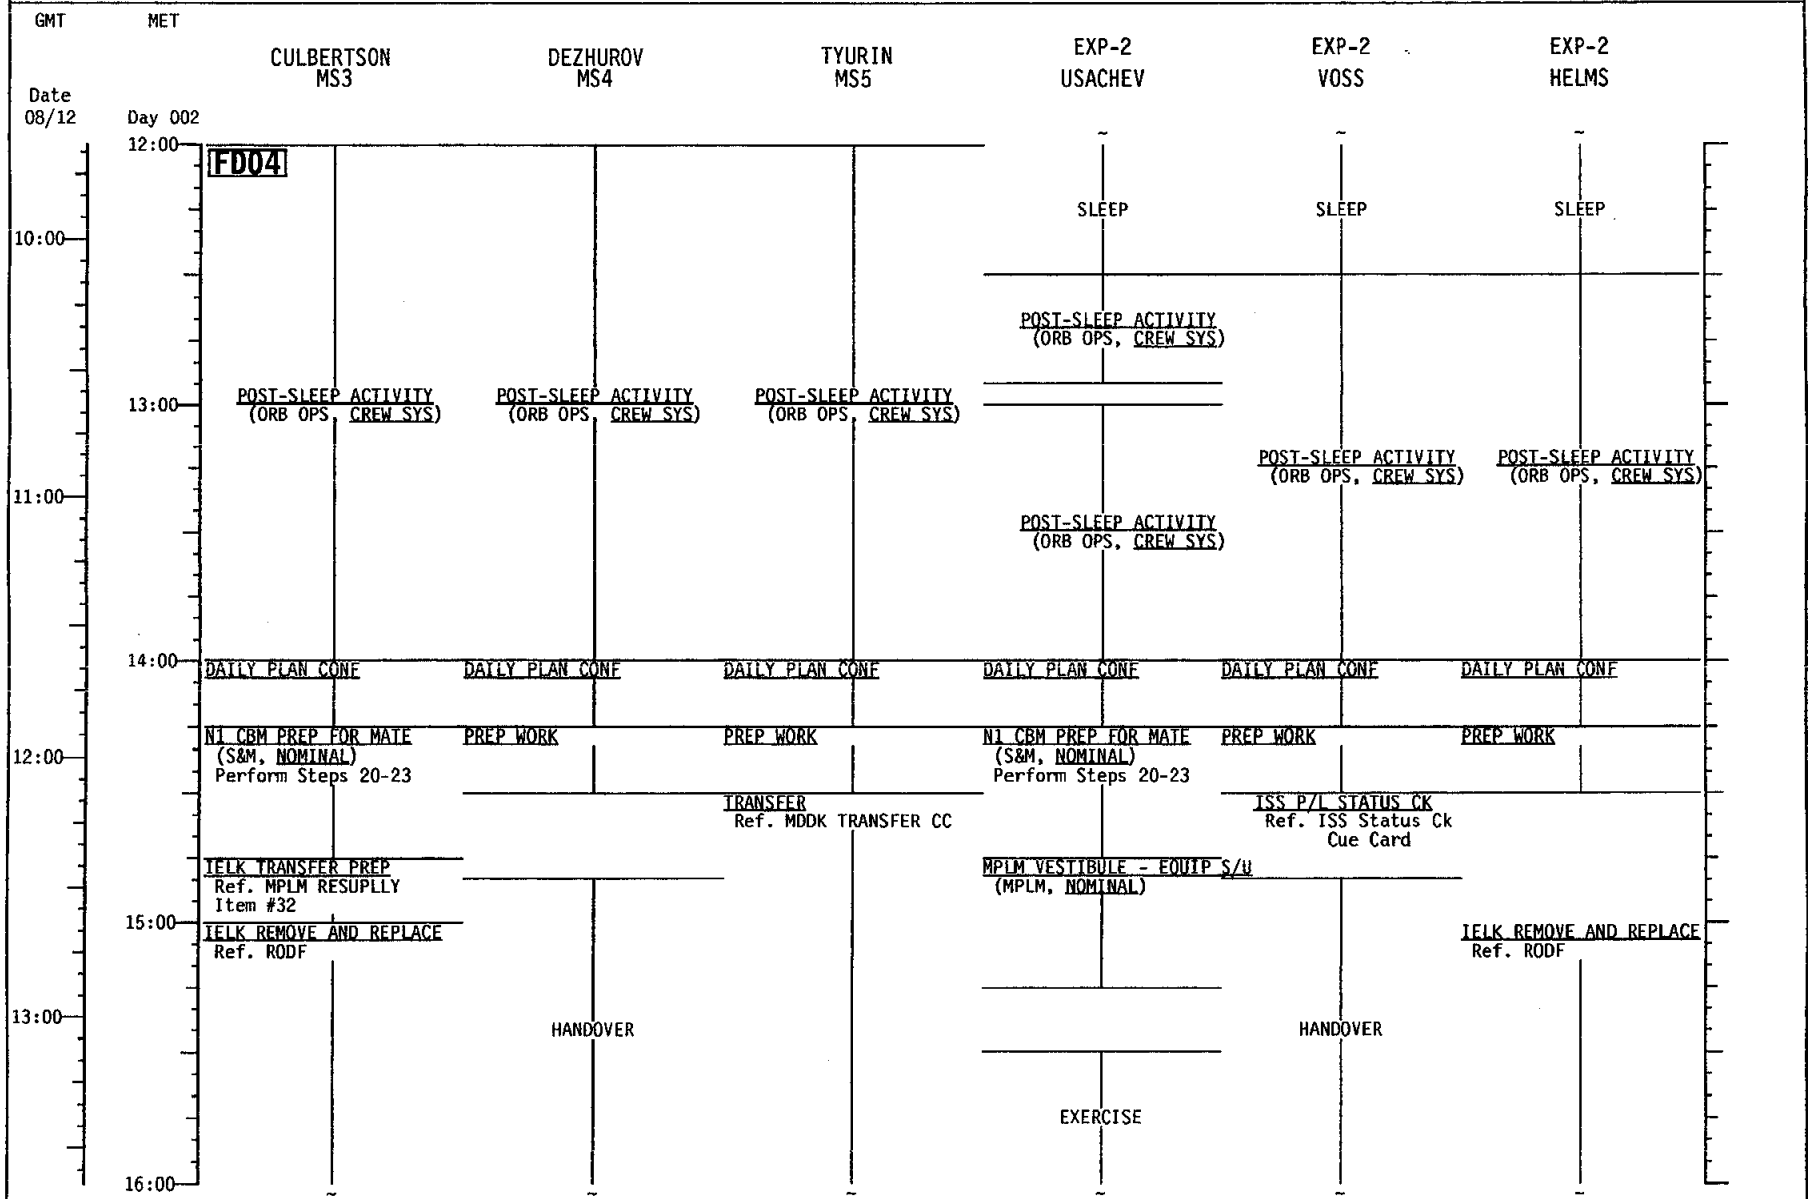 GMT MET
CULBERTSON DEZHUROV TYURIN EXP-2 EXP-2 EXP-2
MS3 MS4 MS5 USACHEV VOSS HELMS
Date
08/12 Day 002
12:00
FD04
SLEEP SLEEP SLEEP
10:00
POST-SLEEP ACTIVITY
(ORB OPS, CREW SYS)
POST-SLEEP ACTIVITY POST-SLEEP ACTIVITY POST-SLEEP ACTIVITY
13:00 (ORB OPS, CREW SYS) (ORB OPS, CREW SYS) (ORB OPS, CREW SYS)
POST-SLEEP ACTIVITY POST-SLEEP ACTIVITY
(ORB OPS, CREW SYS) (ORB OPS, CREW SYS)
11:00
POST-SLEEP ACTIVITY
(ORB OPS, CREW SYS)
14:00
DAILY PLAN CONF DAILY PLAN CONF DAILY PLAN CONF DAILY PLAN CONF DAILY PLAN CONF DAILY PLAN CONF
N1 CBM PREP FOR MATE PREP WORK PREP WORK N1 CBM PREP FOR MATE PREP WORK PREP WORK
12:00 (S&M, NOMINAL) (S&M, NOMINAL)
Perform Steps 20-23 Perform Steps 20-23
TRANSFER ISS P/L STATUS CK
Ref. MDDK TRANSFER CC Ref. ISS Status Ck
Cue Card
IELK TRANSFER PREP MPLM VESTIBULE - EQUIP S/U
Ref. MPLM RESUPLLY (MPLM, NOMINAL)
Item #32
15:00
IELK REMOVE AND REPLACE IELK REMOVE AND REPLACE
Ref. RODF Ref. RODF
13:00
HANDOVER HANDOVER
EXERCISE
16:00